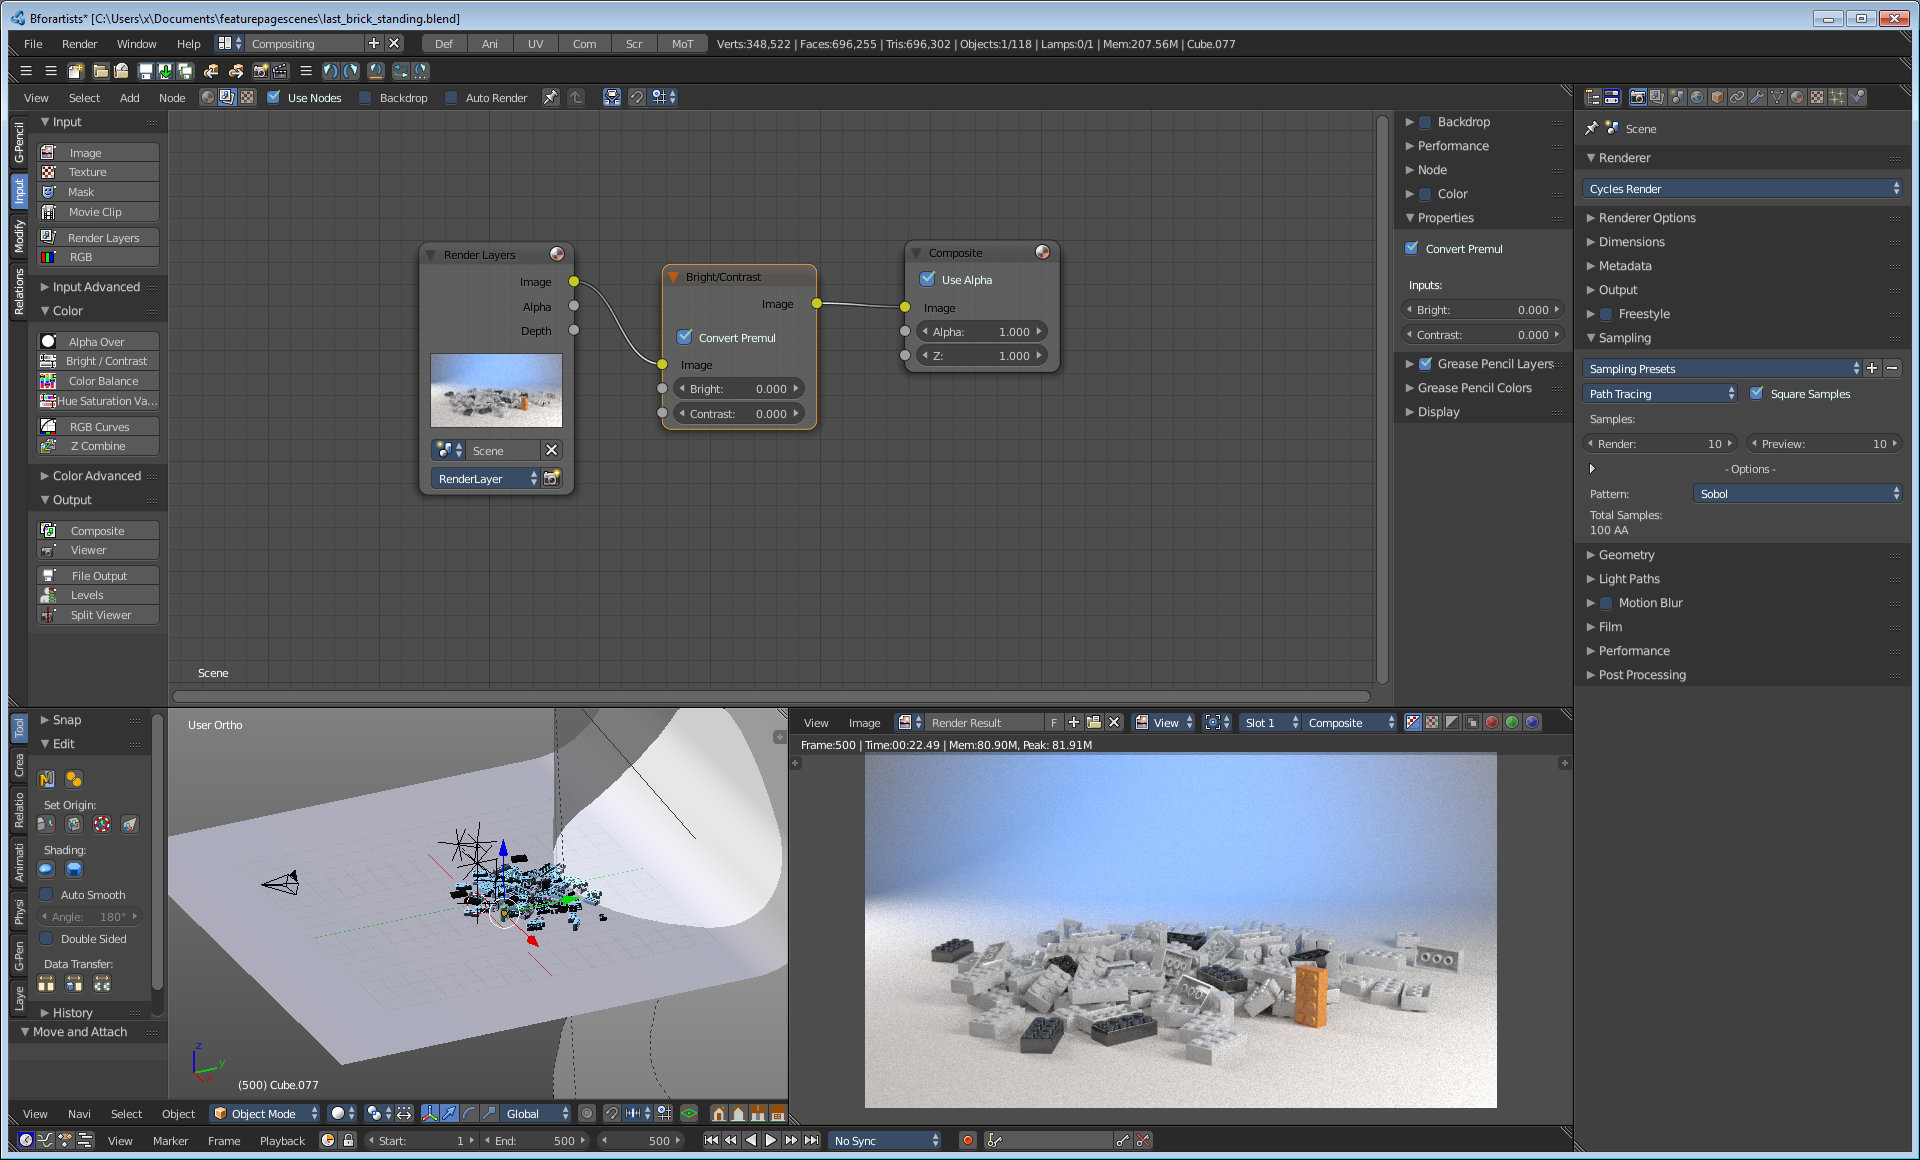 Bforartists* [C:\Users\x\Documents\featurepagescenes\last_brick_standing.blend]
File Render Window Help Compositing Def Ani UV Com Scr MoT Verts:348,522 | Faces:696,255 | Tris:696,302 | Objects:1/118 | Lamps:0/1 | Mem:207.56M | Cube.077
View Select Add Node Use Nodes Backdrop Auto Render
G-Pencil
Input
Modify
Relations
Input
Image
Texture
Mask
Movie Clip
Render Layers
RGB
Input Advanced
Color
Alpha Over
Bright / Contrast
Color Balance
Hue Saturation Va...
RGB Curves
Z Combine
Color Advanced
Output
Composite
Viewer
File Output
Levels
Split Viewer
Render Layers
Image
Alpha
Depth
Scene
RenderLayer
Bright/Contrast
Image
Convert Premul
Image
Bright: 0.000
Contrast: 0.000
Composite
Use Alpha
Image
Alpha: 1.000
Z: 1.000
Scene
Backdrop
Performance
Node
Color
Properties
Convert Premul
Inputs:
Bright: 0.000
Contrast: 0.000
Grease Pencil Layers
Grease Pencil Colors
Display
Scene
Renderer
Cycles Render
Renderer Options
Dimensions
Metadata
Output
Freestyle
Sampling
Sampling Presets
Path Tracing Square Samples
Samples:
Render: 10 Preview: 10
- Options -
Pattern: Sobol
Total Samples:
100 AA
Geometry
Light Paths
Motion Blur
Film
Performance
Post Processing
Tool
Crea
Relatio
Animati
Physi
G-Pen
Laye
Snap
Edit
Set Origin:
Shading:
Auto Smooth
Angle: 180°
Double Sided
Data Transfer:
History
Move and Attach
User Ortho
z
y
x
(500) Cube.077
View Navi Select Object Object Mode Global
View Image Render Result F View Slot 1 Composite
Frame:500 | Time:00:22.49 | Mem:80.90M, Peak: 81.91M
View Marker Frame Playback Start: 1 End: 500 500 No Sync